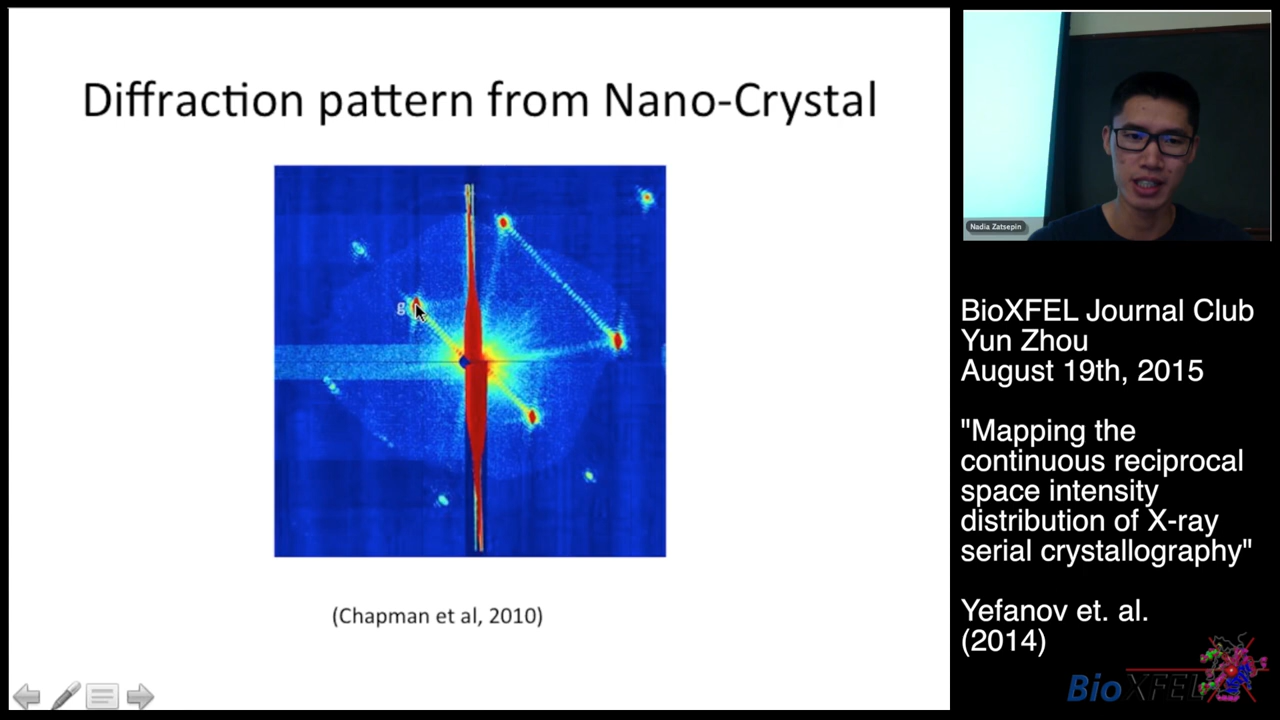 Diffraction pattern from Nano-Crystal
g
(Chapman et al, 2010)
Nadia Zatsepin
BioXFEL Journal Club
Yun Zhou
August 19th, 2015
"Mapping the
continuous reciprocal
space intensity
distribution of X-ray
serial crystallography"
Yefanov et. al.
(2014)
BioXFEL